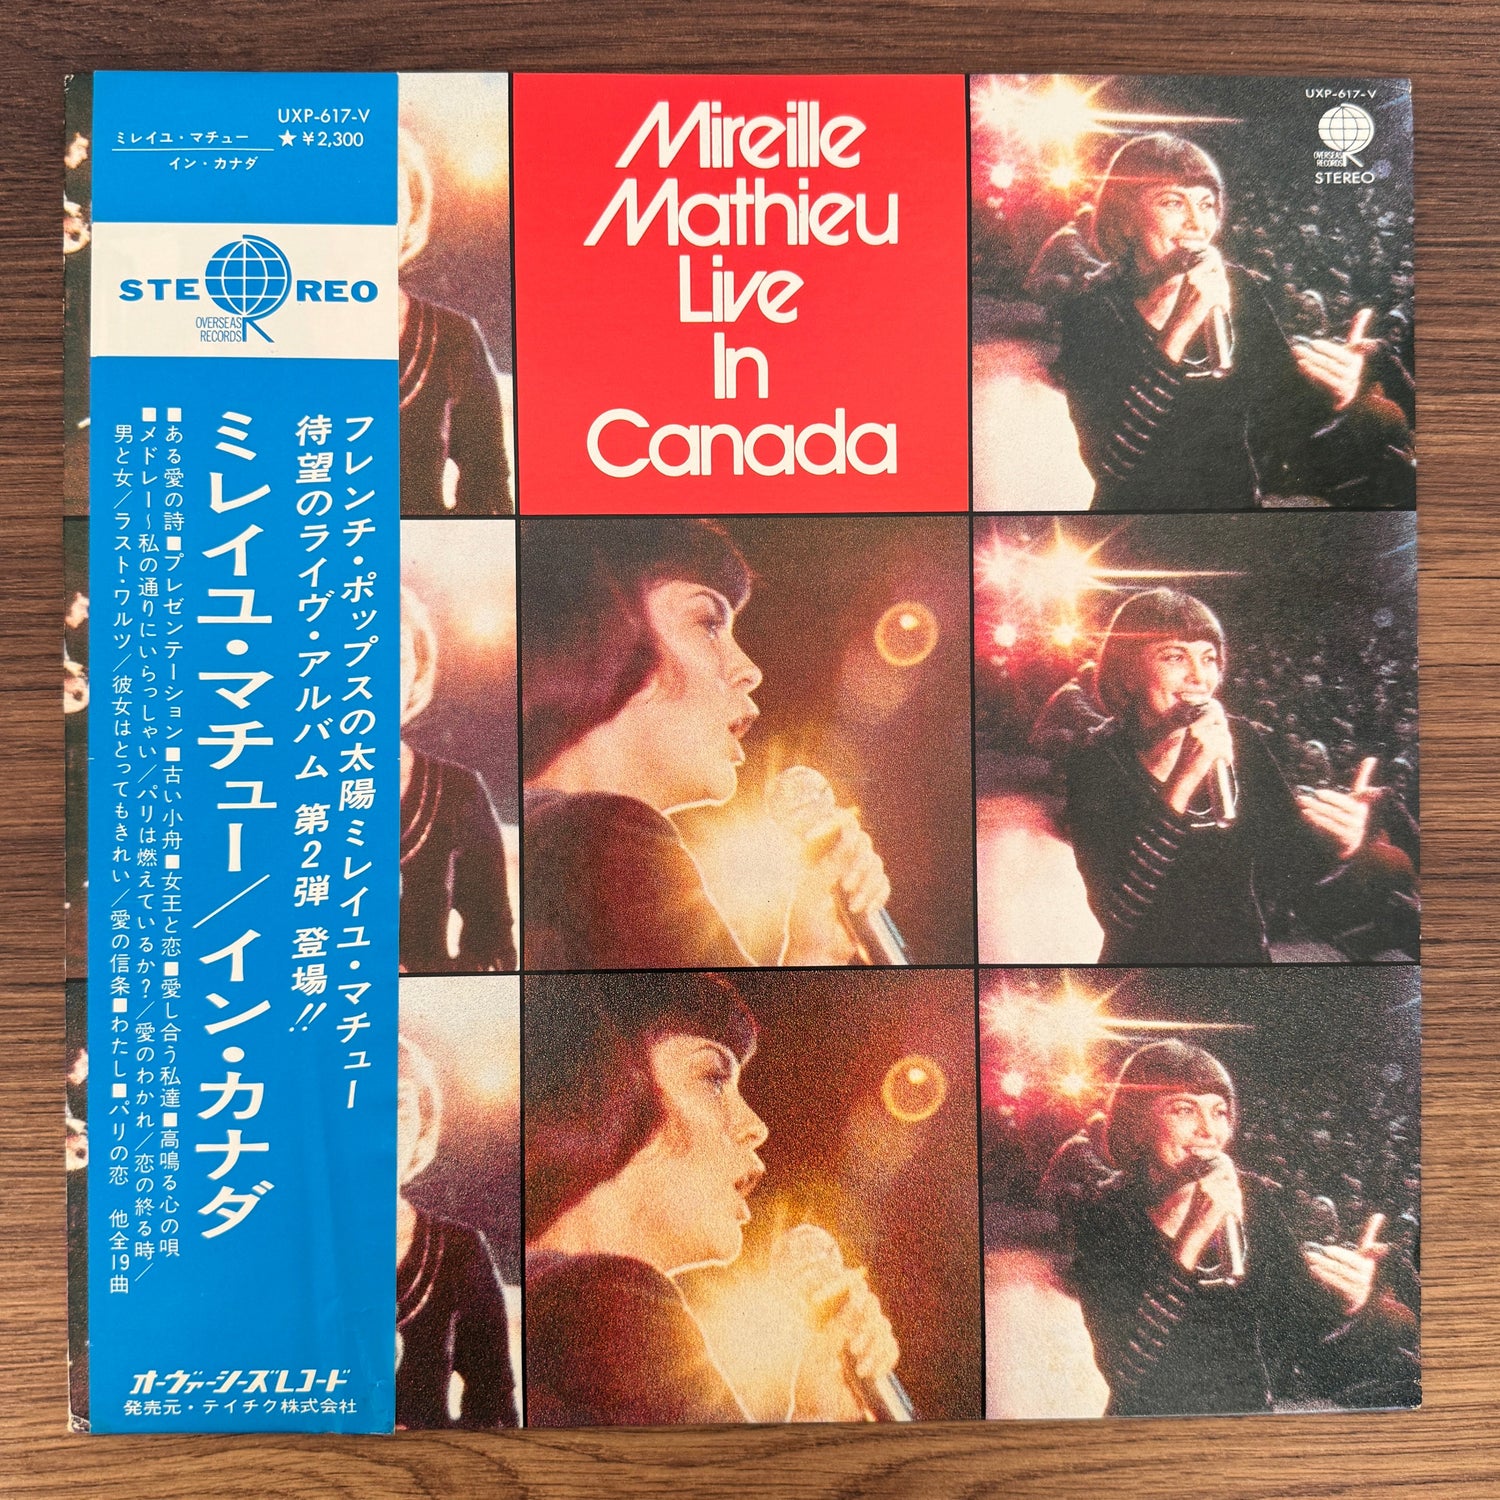 UXP-617-V
ミレイユ・マチュー
★￥2,300
イン・カナダ
STEREO
OVERSEAS
RECORDS
フレンチ・ポップスの太陽ミレイユ・マチュー
待望のライヴ・アルバム 第2弾 登場!!
ミレイユ・マチュー/イン・カナダ
■ある愛の詩■プレゼンテーション■古い小舟■女王と恋■愛し合う私達■高鳴る心の唄
■メドレー〜私の通りにいらっしゃい/パリは燃えているか?/愛のわかれ/恋の終る時/
男と女/ラスト・ワルツ/彼女はとってもきれい/愛の信条■わたし■パリの恋 他全19曲
オーヴァーシーズレコード
発売元・テイチク株式会社
Mireille
Mathieu
Live
In
Canada
UXP-617-V
OVERSEAS
RECORDS
STEREO